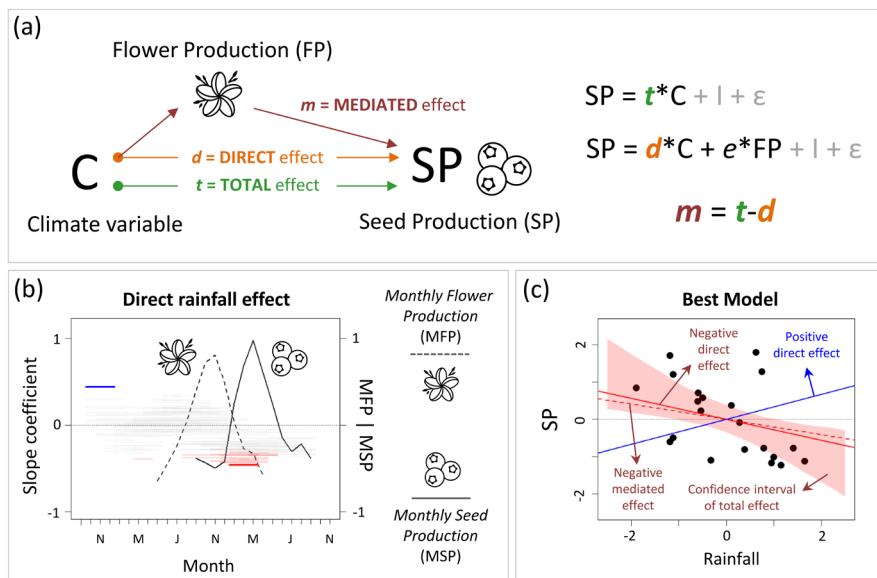 (a)
Flower Production (FP)
m = MEDIATED effect
C
d = DIRECT effect
t = TOTAL effect
SP
Climate variable
Seed Production (SP)
SP = t*C + I + ε
SP = d*C + e*FP + I + ε
m = t-d
(b)
Direct rainfall effect
Slope coefficient
1
0
-1
1
0
-1
MFP | MSP
N
M
J
N
M
J
N
Month
Monthly Flower
Production
(MFP)
Monthly Seed
Production
(MSP)
(c)
Best Model
SP
2
0
-2
Negative
direct
effect
Positive
direct effect
Negative
mediated
effect
Confidence interval
of total effect
-2
0
2
Rainfall